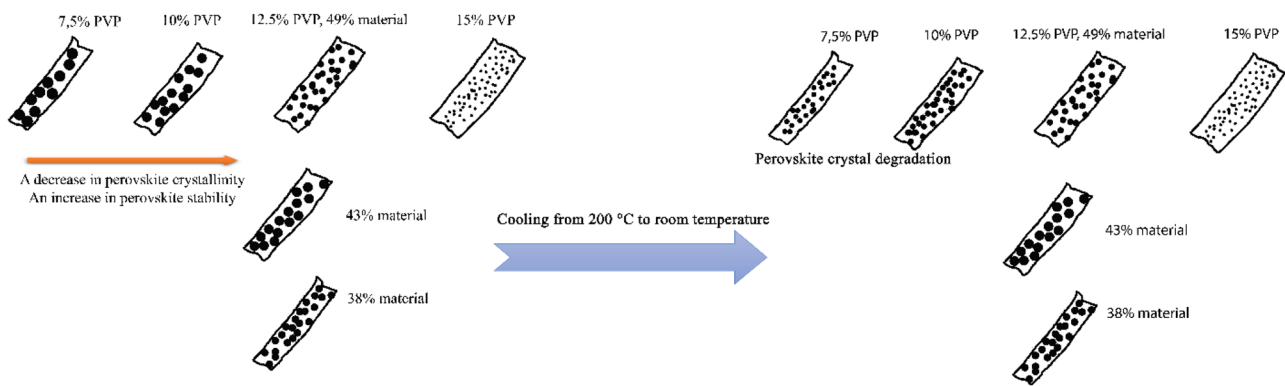 7,5% PVP
10% PVP
12.5% PVP, 49% material
15% PVP
A decrease in perovskite crystallinity
An increase in perovskite stability
43% material
38% material
Cooling from 200 °C to room temperature
7,5% PVP
10% PVP
12.5% PVP, 49% material
15% PVP
Perovskite crystal degradation
43% material
38% material